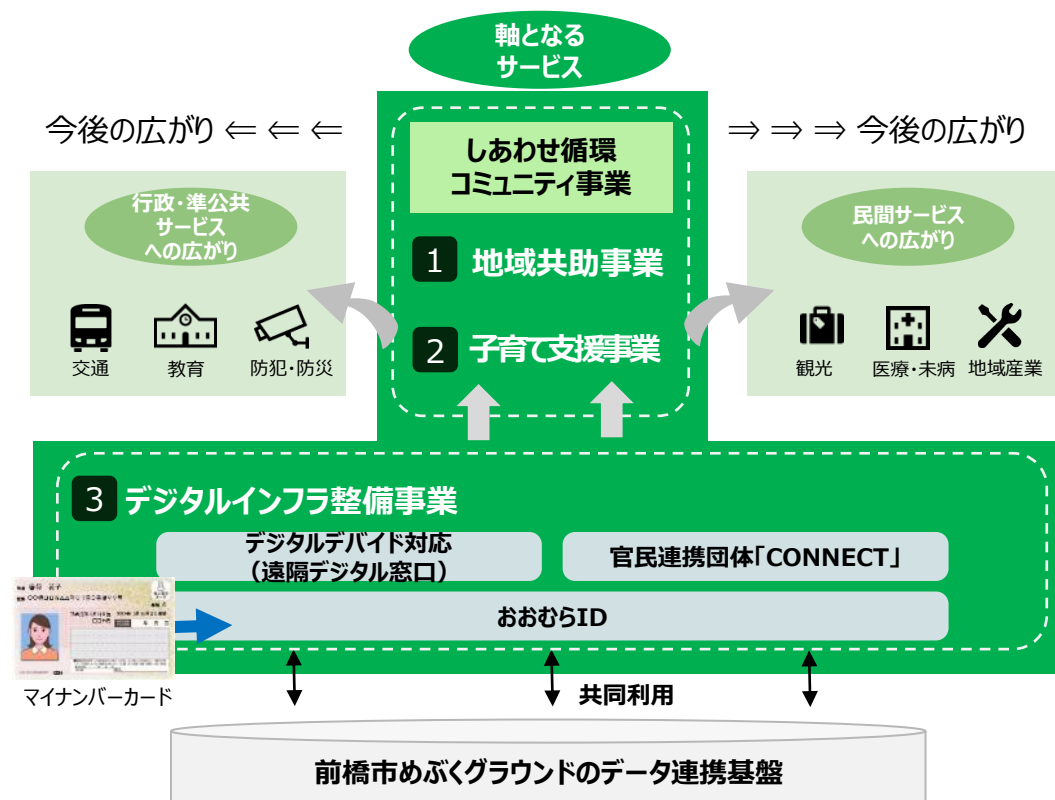 軸となる
サービス
今後の広がり ⇐ ⇐ ⇐
⇒ ⇒ ⇒ 今後の広がり
しあわせ循環
コミュニティ事業
行政・準公共
サービス
への広がり
民間サービス
への広がり
1 地域共助事業
2 子育て支援事業
交通
教育
防犯・防災
観光
医療・未病
地域産業
3 デジタルインフラ整備事業
デジタルデバイド対応
（遠隔デジタル窓口）
官民連携団体「CONNECT」
おおむらID
マイナンバーカード
共同利用
前橋市めぶくグラウンドのデータ連携基盤